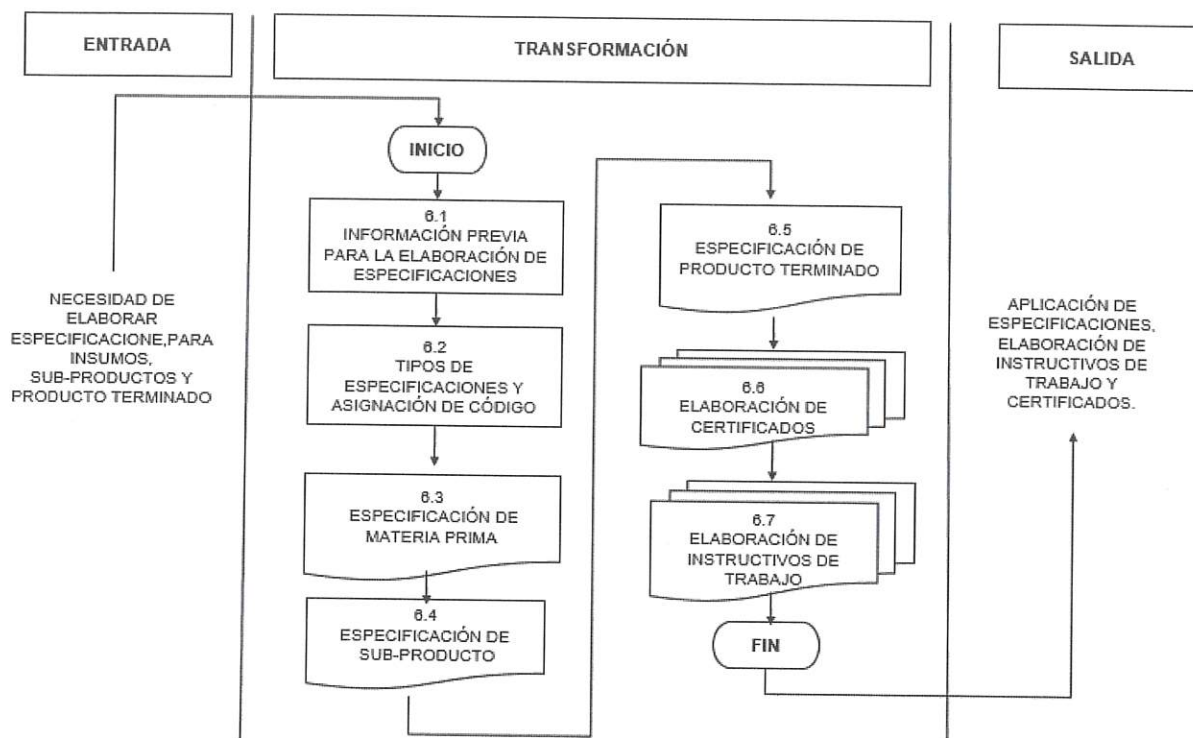 ENTRADA
TRANSFORMACIÓN
SALIDA
NECESIDAD DE
ELABORAR
ESPECIFICACIONE,PARA
INSUMOS,
SUB-PRODUCTOS Y
PRODUCTO TERMINADO
INICIO
6.1
INFORMACIÓN PREVIA
PARA LA ELABORACIÓN DE
ESPECIFICACIONES
6.2
TIPOS DE
ESPECIFICACIONES Y
ASIGNACIÓN DE CÓDIGO
6.3
ESPECIFICACIÓN DE
MATERIA PRIMA
6.4
ESPECIFICACIÓN DE
SUB-PRODUCTO
6.5
ESPECIFICACIÓN DE
PRODUCTO TERMINADO
6.6
ELABORACIÓN DE
CERTIFICADOS
6.7
ELABORACIÓN DE
INSTRUCTIVOS DE
TRABAJO
FIN
APLICACIÓN DE
ESPECIFICACIONES,
ELABORACIÓN DE
INSTRUCTIVOS DE
TRABAJO Y
CERTIFICADOS.